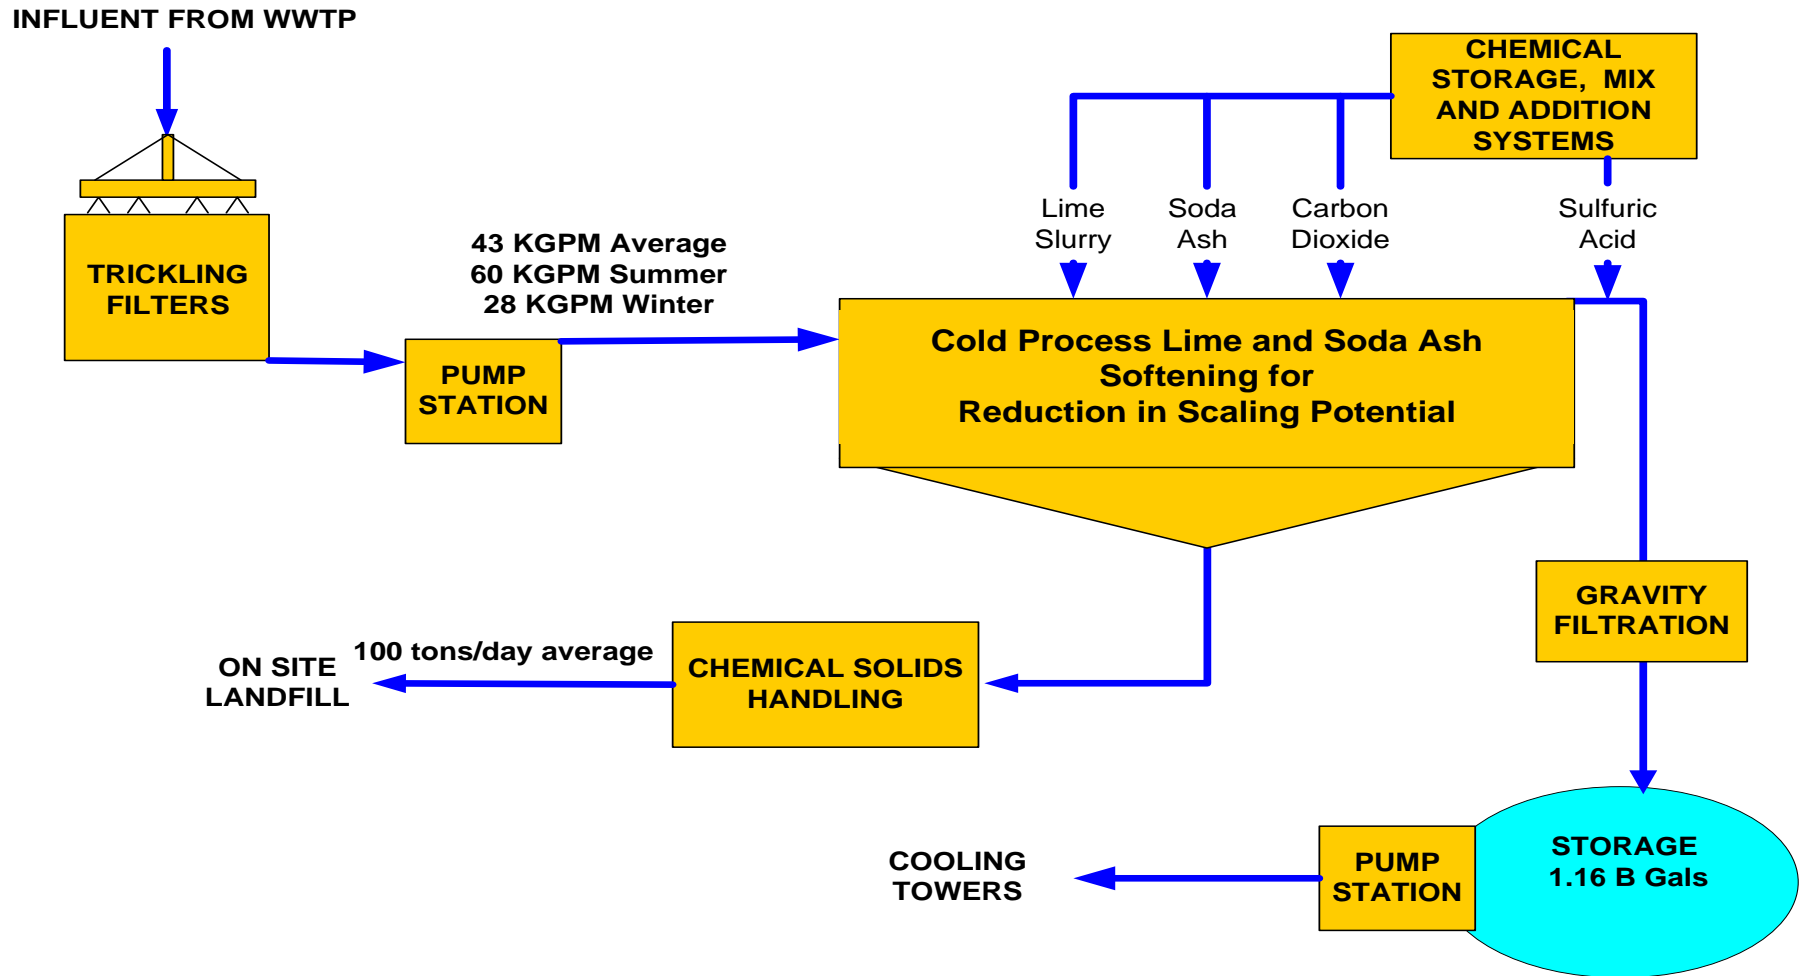 INFLUENT FROM WWTP
CHEMICAL
STORAGE, MIX
AND ADDITION
SYSTEMS
Lime
Slurry
Soda
Ash
Carbon
Dioxide
Sulfuric
Acid
TRICKLING
FILTERS
43 KGPM Average
60 KGPM Summer
28 KGPM Winter
PUMP
STATION
Cold Process Lime and Soda Ash
Softening for
Reduction in Scaling Potential
GRAVITY
FILTRATION
ON SITE
LANDFILL
100 tons/day average
CHEMICAL SOLIDS
HANDLING
COOLING
TOWERS
PUMP
STATION
STORAGE
1.16 B Gals